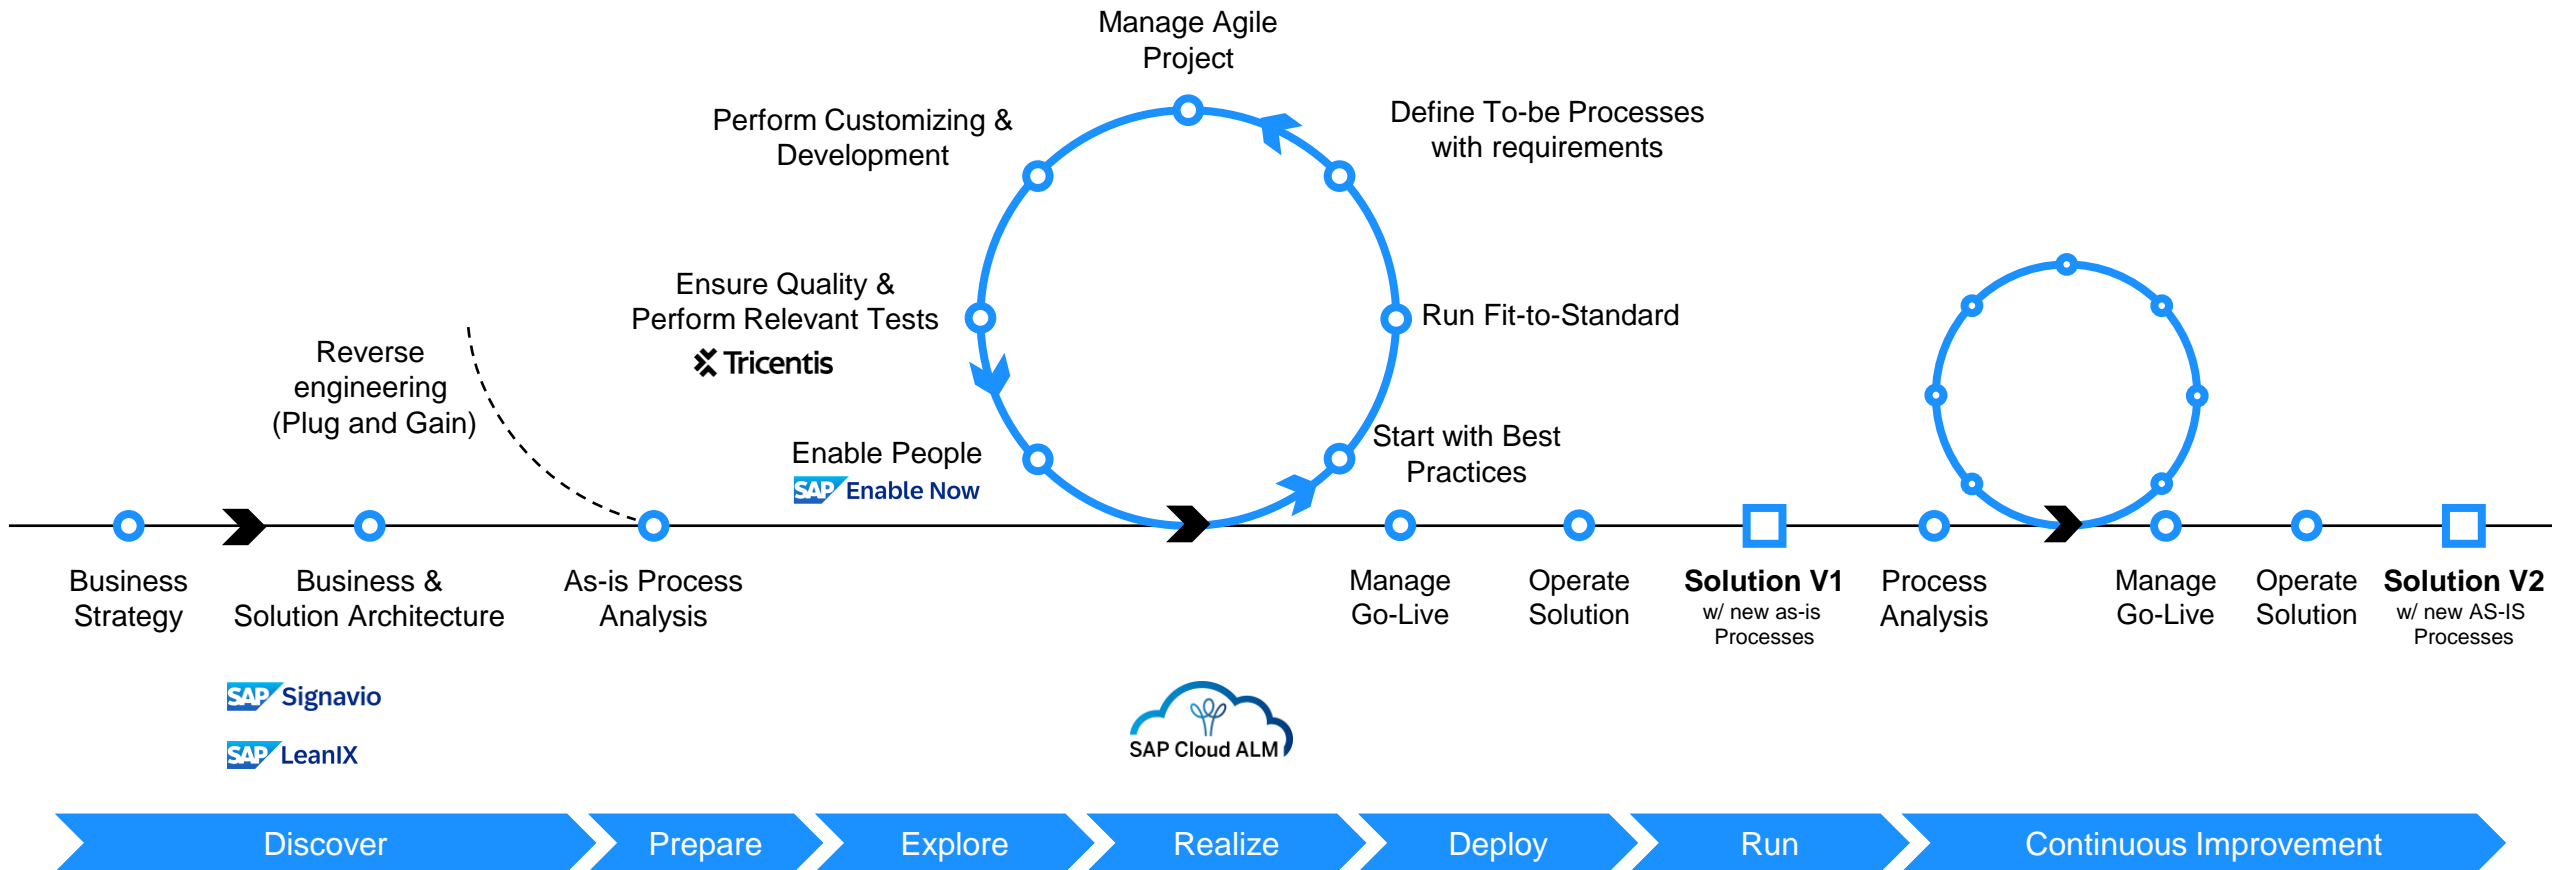 Manage Agile
Project
Perform Customizing &
Development
Define To-be Processes
with requirements
Ensure Quality &
Perform Relevant Tests
Tricentis
Run Fit-to-Standard
Reverse
engineering
(Plug and Gain)
Enable People
SAP Enable Now
Start with Best
Practices
Business
Strategy
Business &
Solution Architecture
As-is Process
Analysis
Manage
Go-Live
Operate
Solution
Solution V1
w/ new as-is
Processes
Process
Analysis
Manage
Go-Live
Operate
Solution
Solution V2
w/ new AS-IS
Processes
SAP Signavio
SAP LeanIX
SAP Cloud ALM
Discover
Prepare
Explore
Realize
Deploy
Run
Continuous Improvement